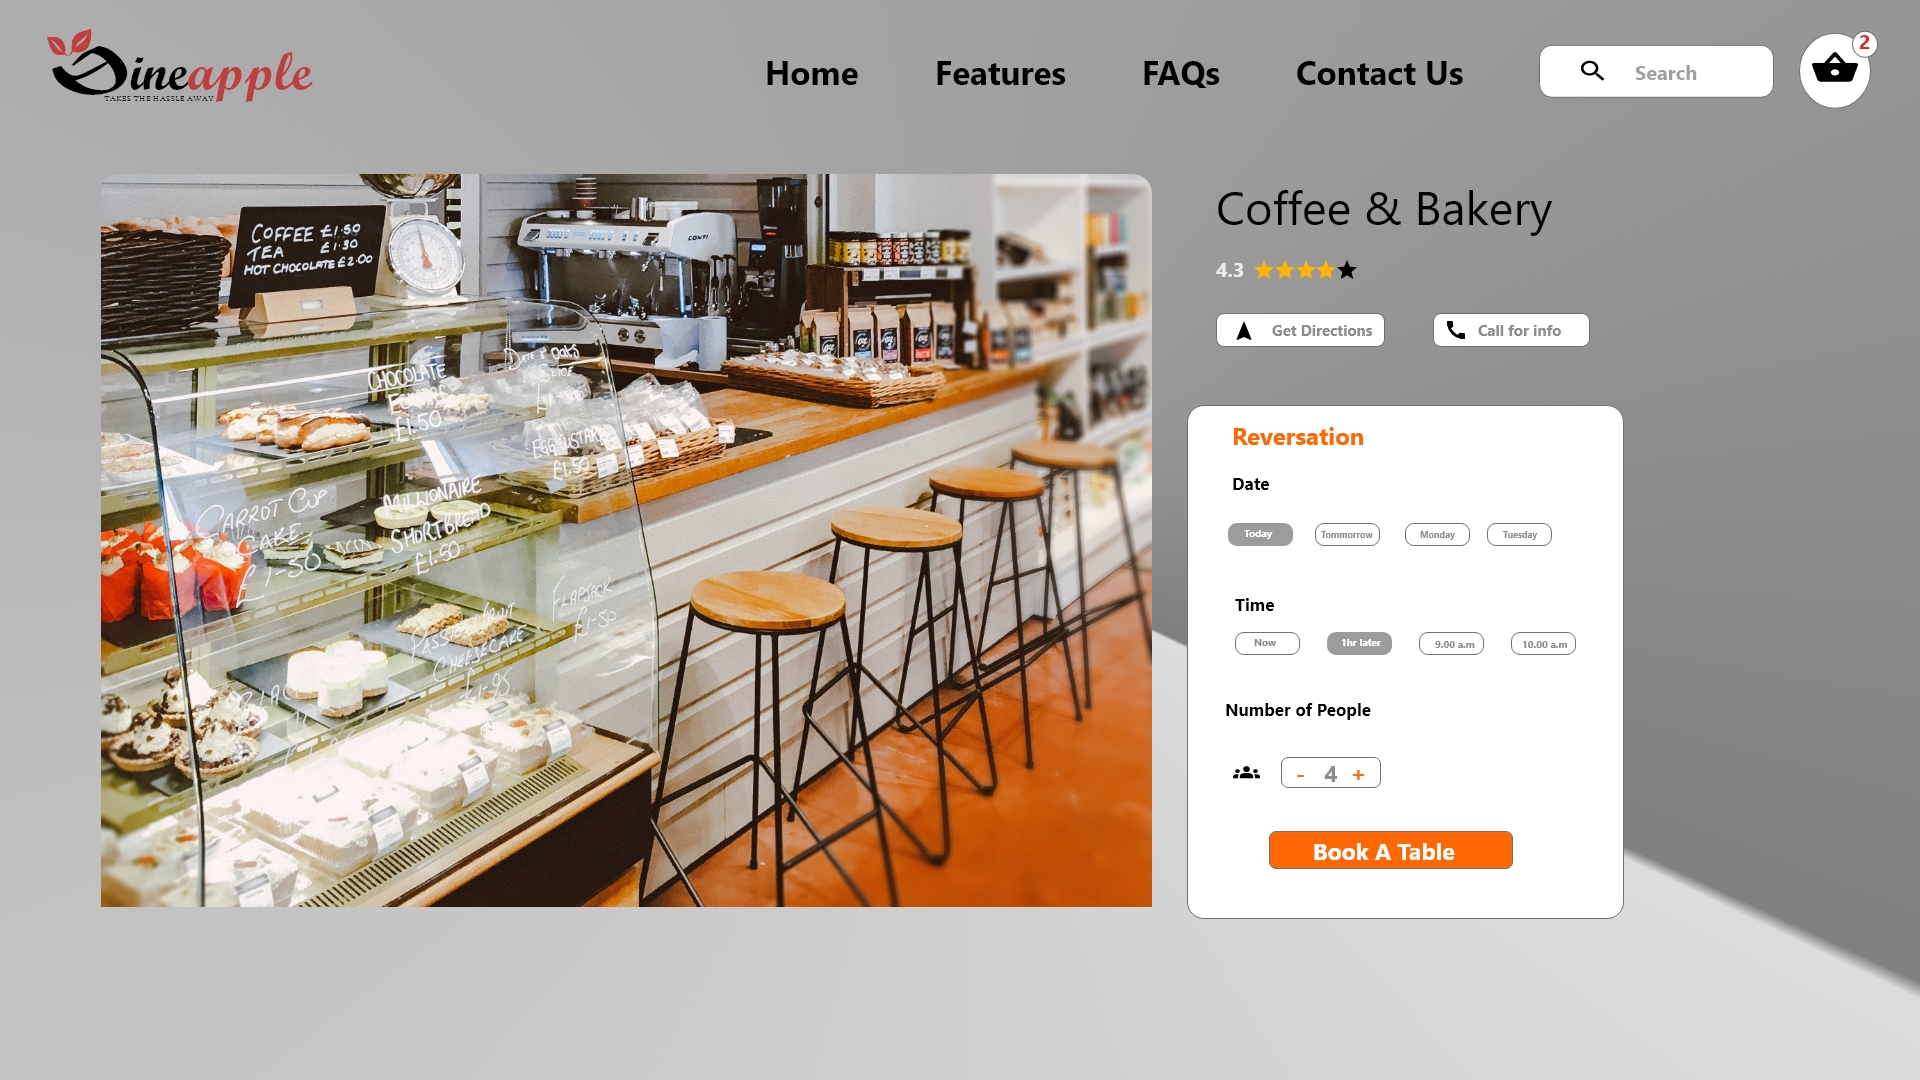 Dineapple
TAKES THE HASSLE AWAY
Home Features FAQs Contact Us Search 2
COFFEE £1.50
TEA £1.30
HOT CHOCOLATE £2.00
CONTI
CHOCOLATE
£1.50
DATE & OATS
SLICE
EGG CUSTARD
£1.50
CARROT CUP
CAKE
£1-50
MILLIONAIRE
SHORTBREAD
£1.50
FLAPJACK
£1-50
PASSIONFRUIT
CHEESECAKE
£1.95
Coffee & Bakery
4.3
Get Directions Call for info
Reversation
Date
Today Tommorrow Monday Tuesday
Time
Now 1hr later 9.00 a.m 10.00 a.m
Number of People
- 4 +
Book A Table